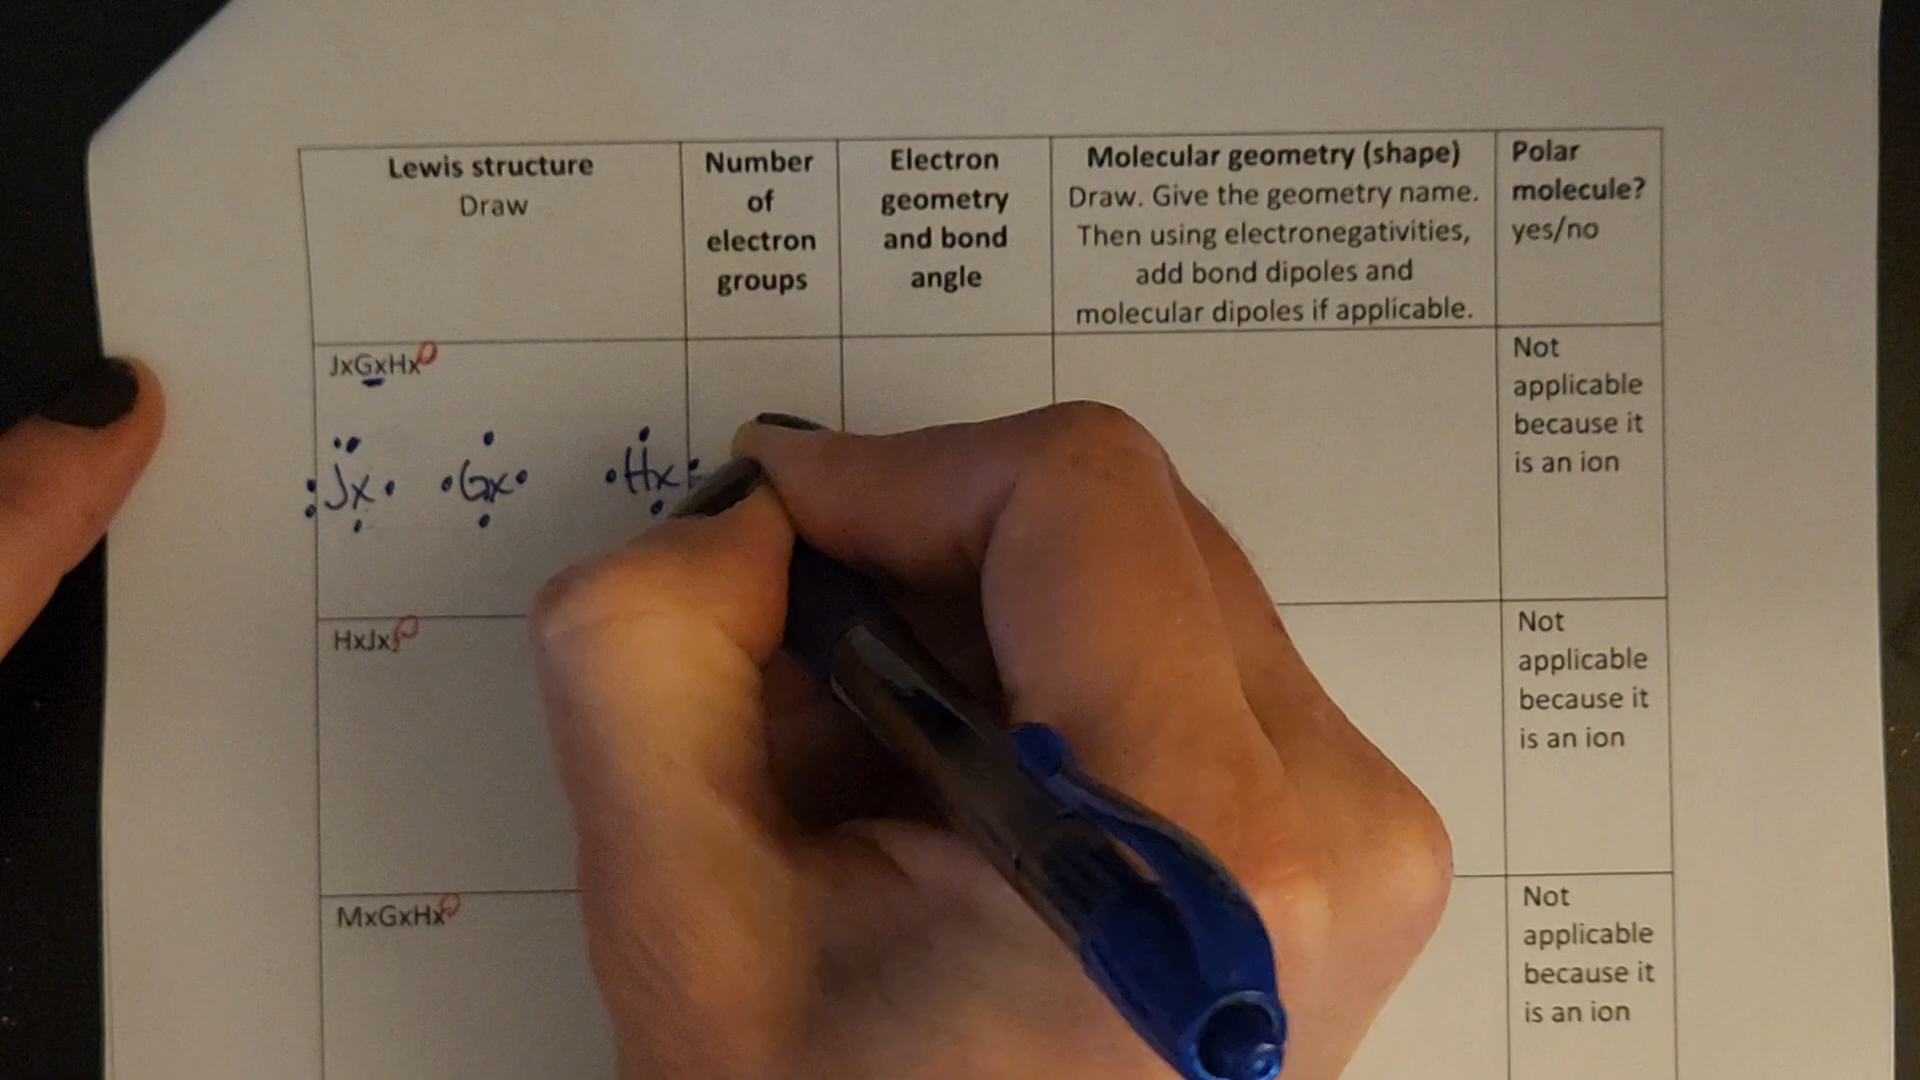 Lewis structure
Draw
Number
of
electron
groups
Electron
geometry
and bond
angle
Molecular geometry (shape)
Draw. Give the geometry name.
Then using electronegativities,
add bond dipoles and
molecular dipoles if applicable.
Polar
molecule?
yes/no
JxGxHx
Jx Gx Hx
Not
applicable
because it
is an ion
HxJx
Not
applicable
because it
is an ion
MxGxHx
Not
applicable
because it
is an ion